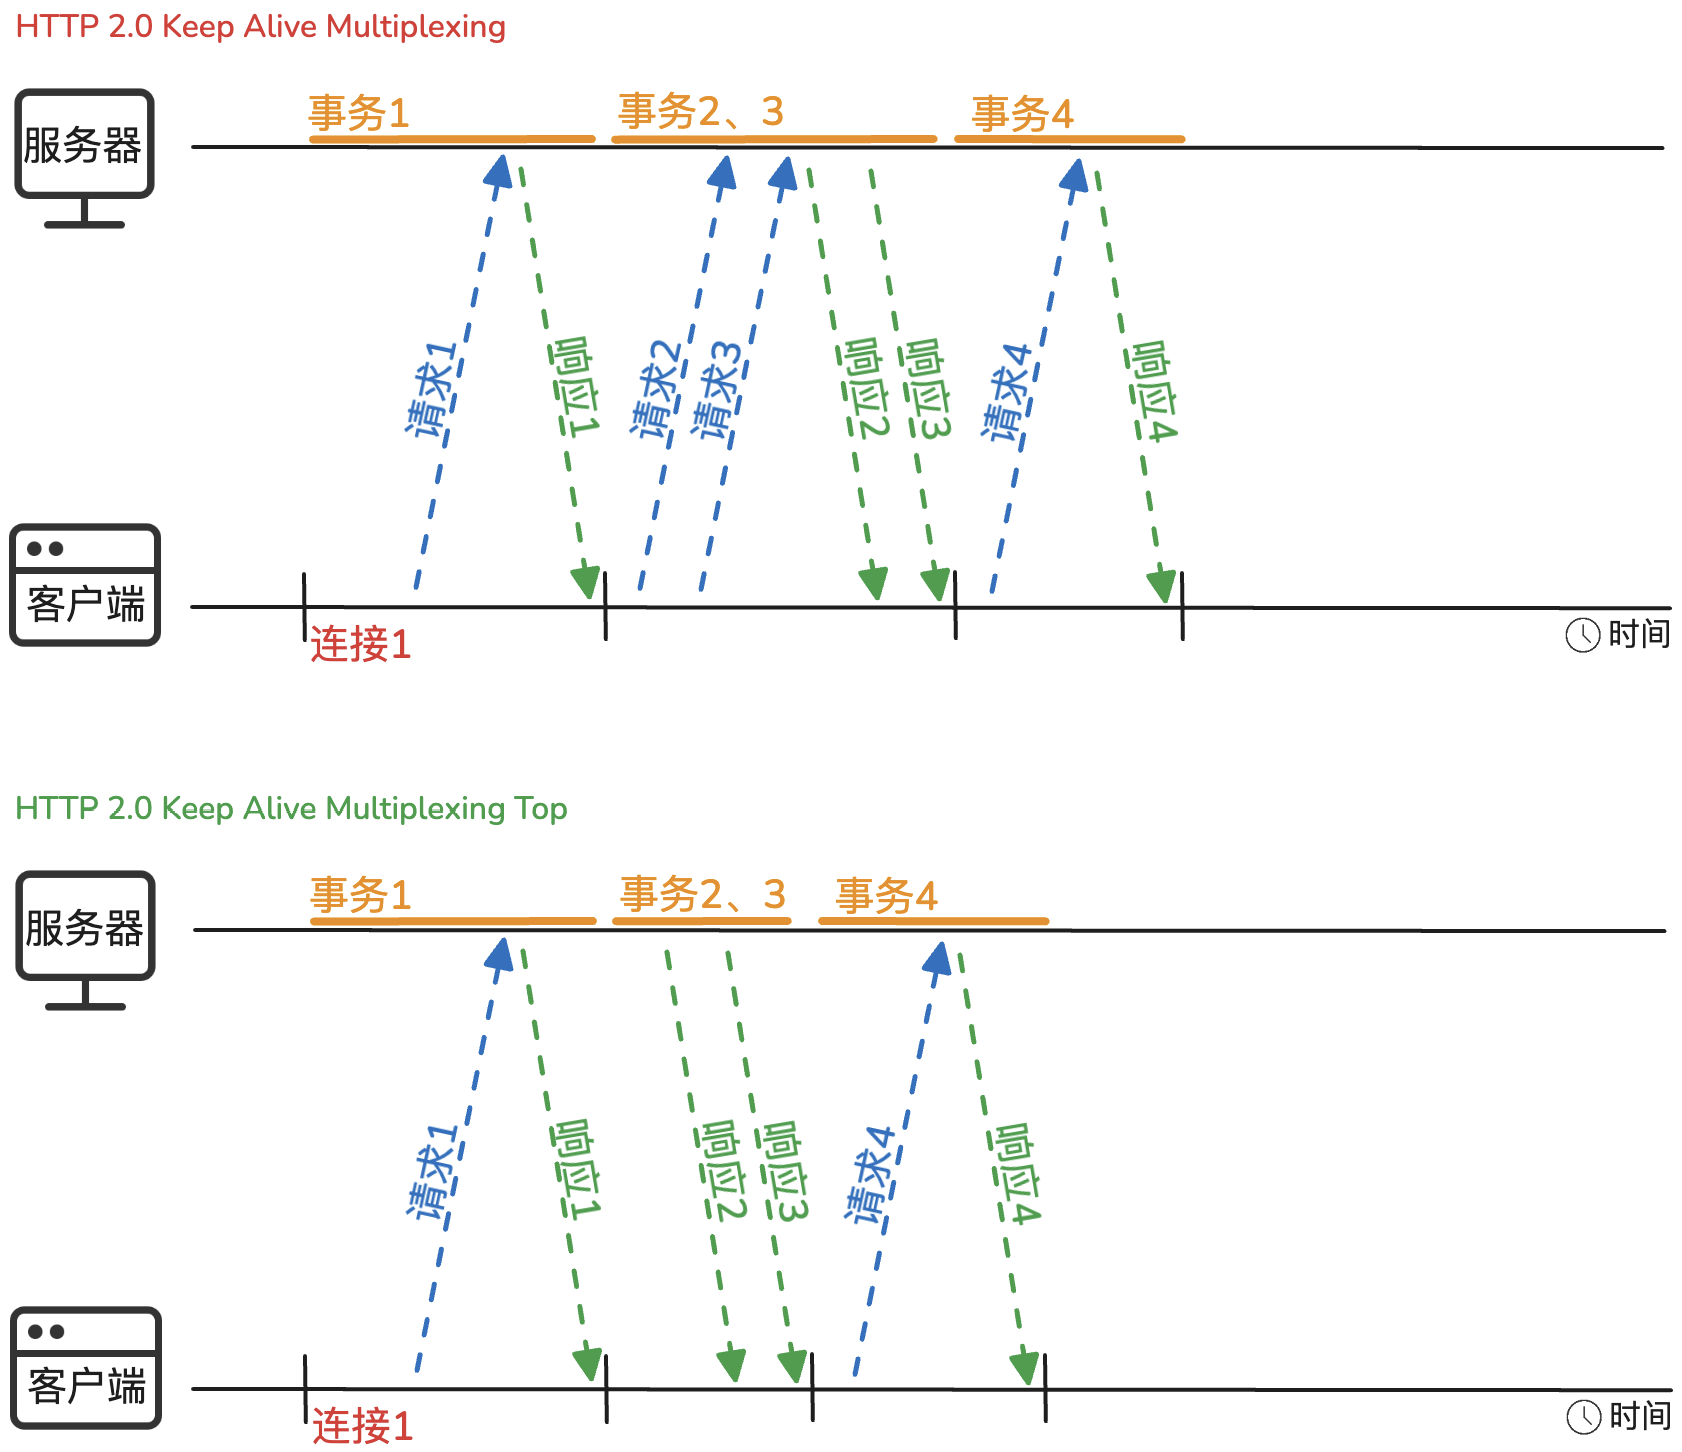 HTTP 2.0 Keep Alive Multiplexing
事务1
事务2、3
事务4
服务器
请求1
响应1
请求2
请求3
响应2
响应3
请求4
响应4
客户端
连接1
时间
HTTP 2.0 Keep Alive Multiplexing Top
事务1
事务2、3
事务4
服务器
请求1
响应1
响应2
响应3
请求4
响应4
客户端
连接1
时间